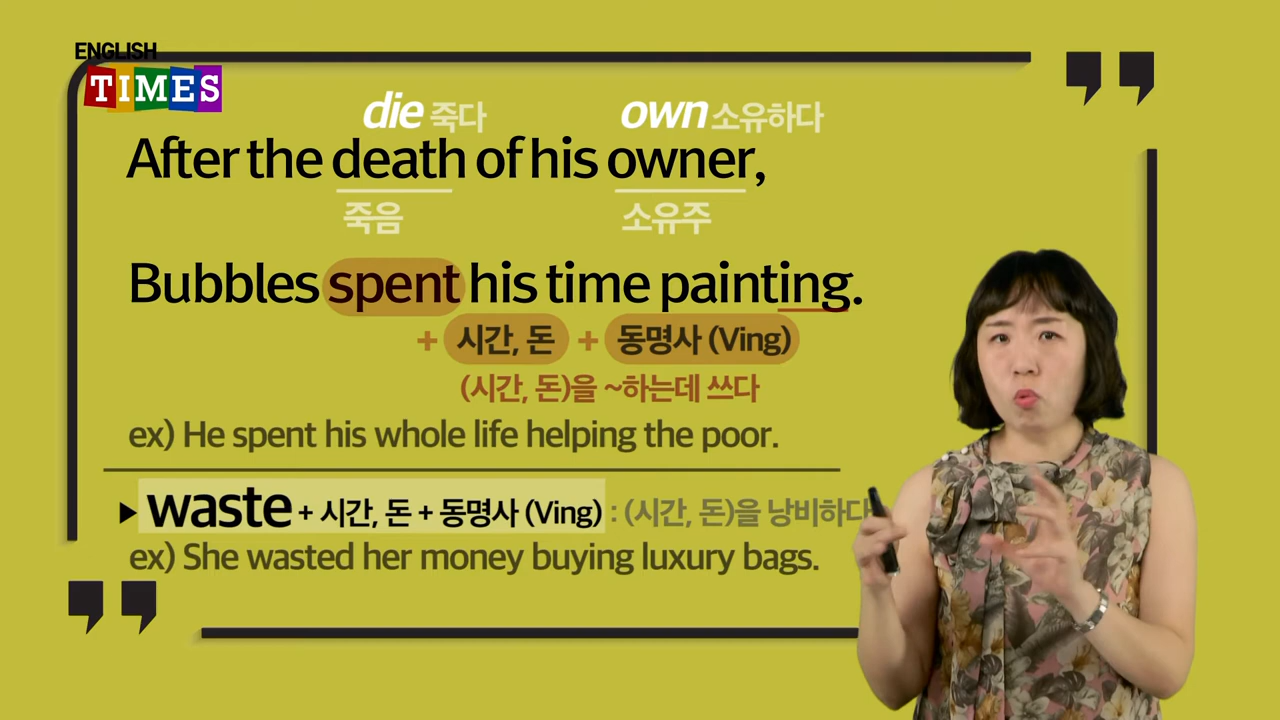 ENGLISH
TIMES
die 죽다 own 소유하다
After the death of his owner,
죽음 소유주
Bubbles spent his time painting.
+ 시간, 돈 + 동명사 (Ving)
(시간, 돈)을 ~하는데 쓰다
ex) He spent his whole life helping the poor.
▶ waste + 시간, 돈 + 동명사 (Ving) : (시간, 돈)을 낭비하다
ex) She wasted her money buying luxury bags.